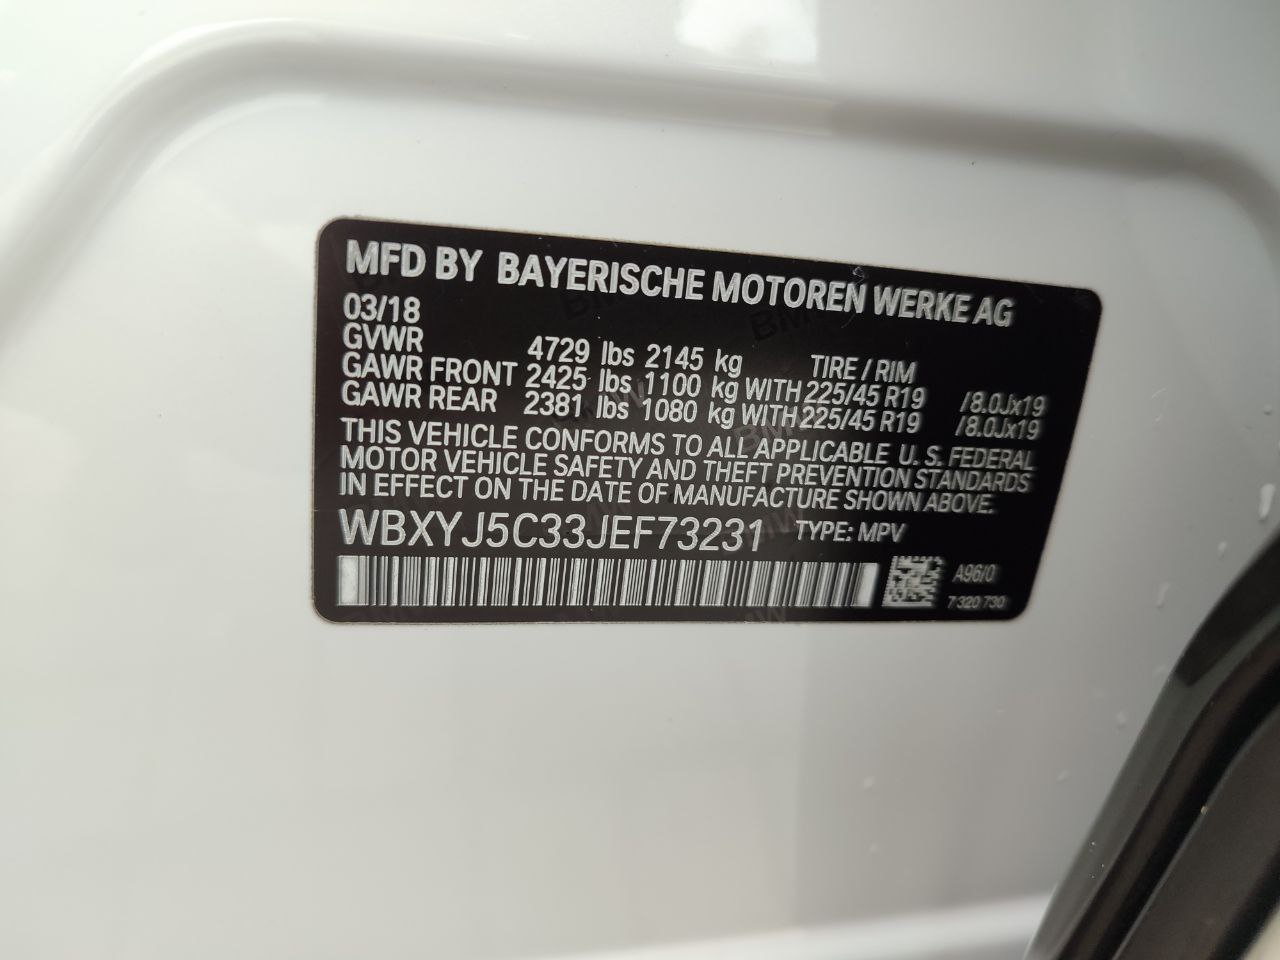 MFD BY BAYERISCHE MOTOREN WERKE AG
03/18
GVWR 4729 lbs 2145 kg TIRE / RIM
GAWR FRONT 2425 lbs 1100 kg WITH 225/45 R19 /8.0Jx19
GAWR REAR 2381 lbs 1080 kg WITH 225/45 R19 /8.0Jx19
THIS VEHICLE CONFORMS TO ALL APPLICABLE U.S. FEDERAL
MOTOR VEHICLE SAFETY AND THEFT PREVENTION STANDARDS
IN EFFECT ON THE DATE OF MANUFACTURE SHOWN ABOVE.
WBXYJ5C33JEF73231 TYPE: MPV
A96/0
7 320 730